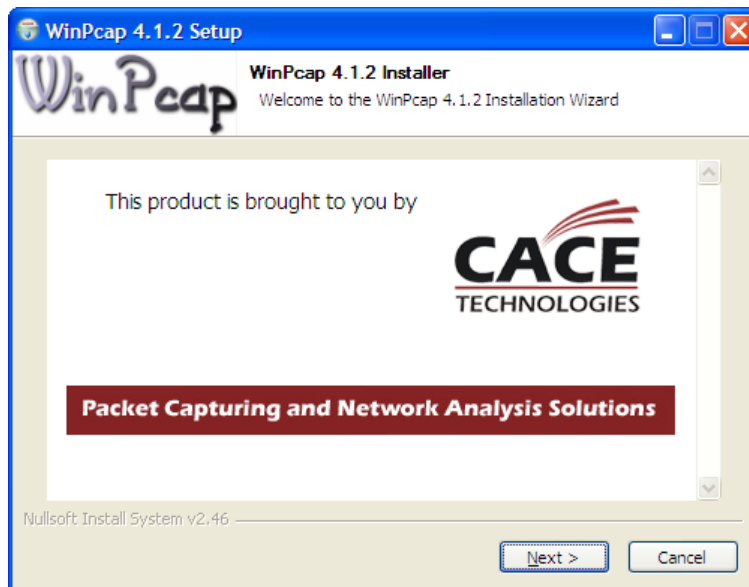 WinPcap 4.1.2 Setup
WinPcap
WinPcap 4.1.2 Installer
Welcome to the WinPcap 4.1.2 Installation Wizard
This product is brought to you by
CACE
TECHNOLOGIES
Packet Capturing and Network Analysis Solutions
Nullsoft Install System v2.46
Next >
Cancel